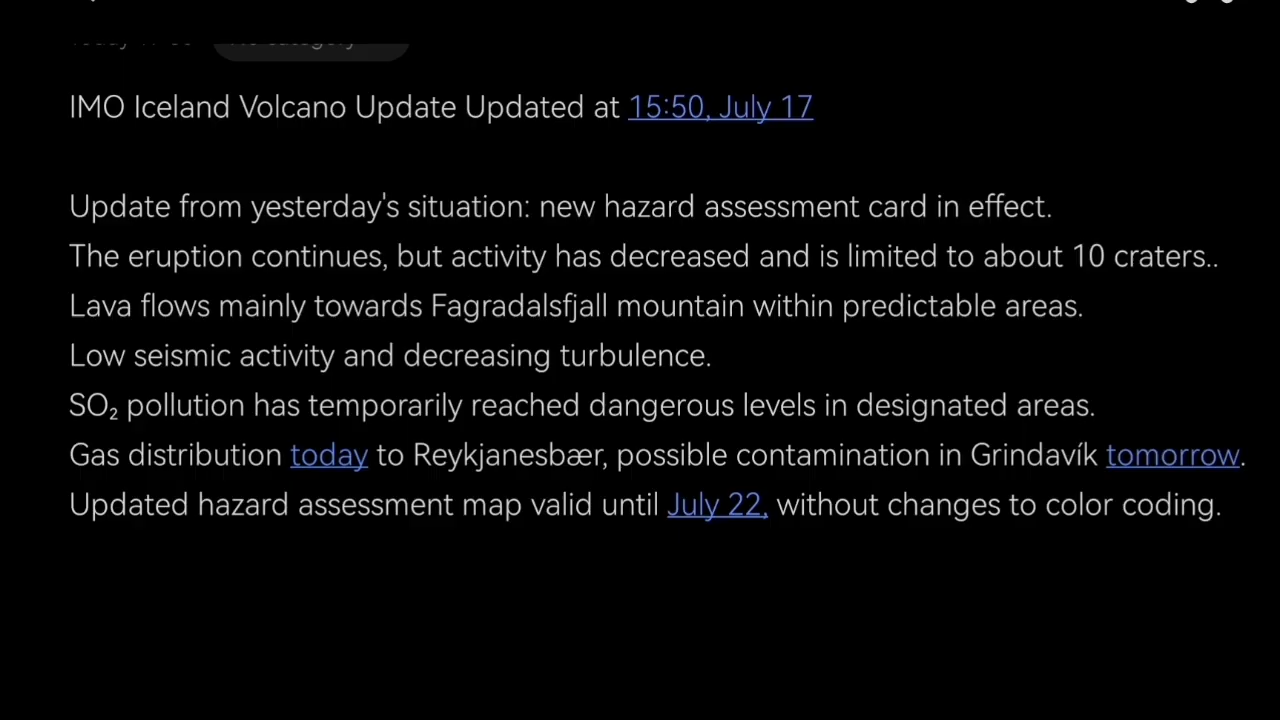 IMO Iceland Volcano Update Updated at 15:50, July 17
Update from yesterday's situation: new hazard assessment card in effect.
The eruption continues, but activity has decreased and is limited to about 10 craters..
Lava flows mainly towards Fagradalsfjall mountain within predictable areas.
Low seismic activity and decreasing turbulence.
SO₂ pollution has temporarily reached dangerous levels in designated areas.
Gas distribution today to Reykjanesbær, possible contamination in Grindavík tomorrow.
Updated hazard assessment map valid until July 22, without changes to color coding.